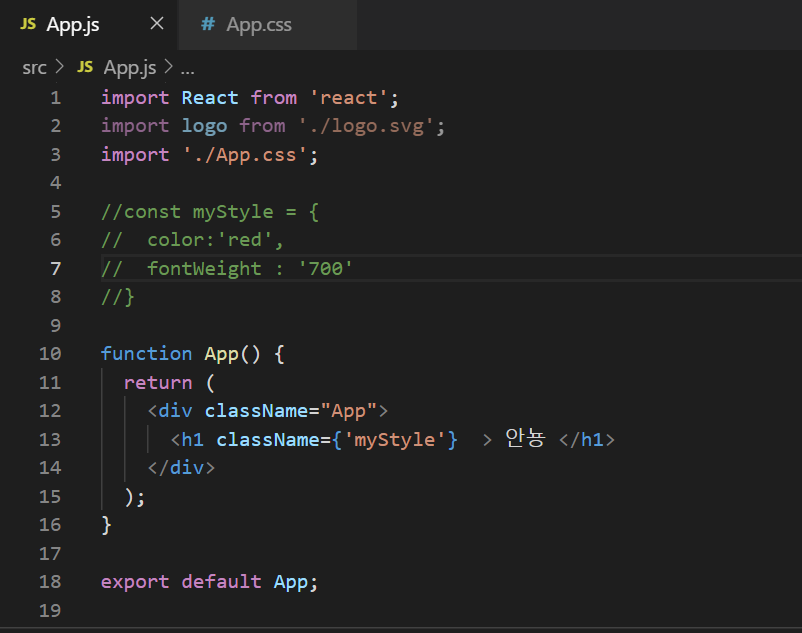 JS App.js × # App.css
src > JS App.js > ...
1 import React from 'react';
2 import logo from './logo.svg';
3 import './App.css';
4
5 //const myStyle = {
6 //  color:'red',
7 //  fontWeight : '700'
8 //}
9
10 function App() {
11   return (
12     <div className="App">
13       <h1 className={'myStyle'}  > 안뇽 </h1>
14     </div>
15   );
16 }
17
18 export default App;
19